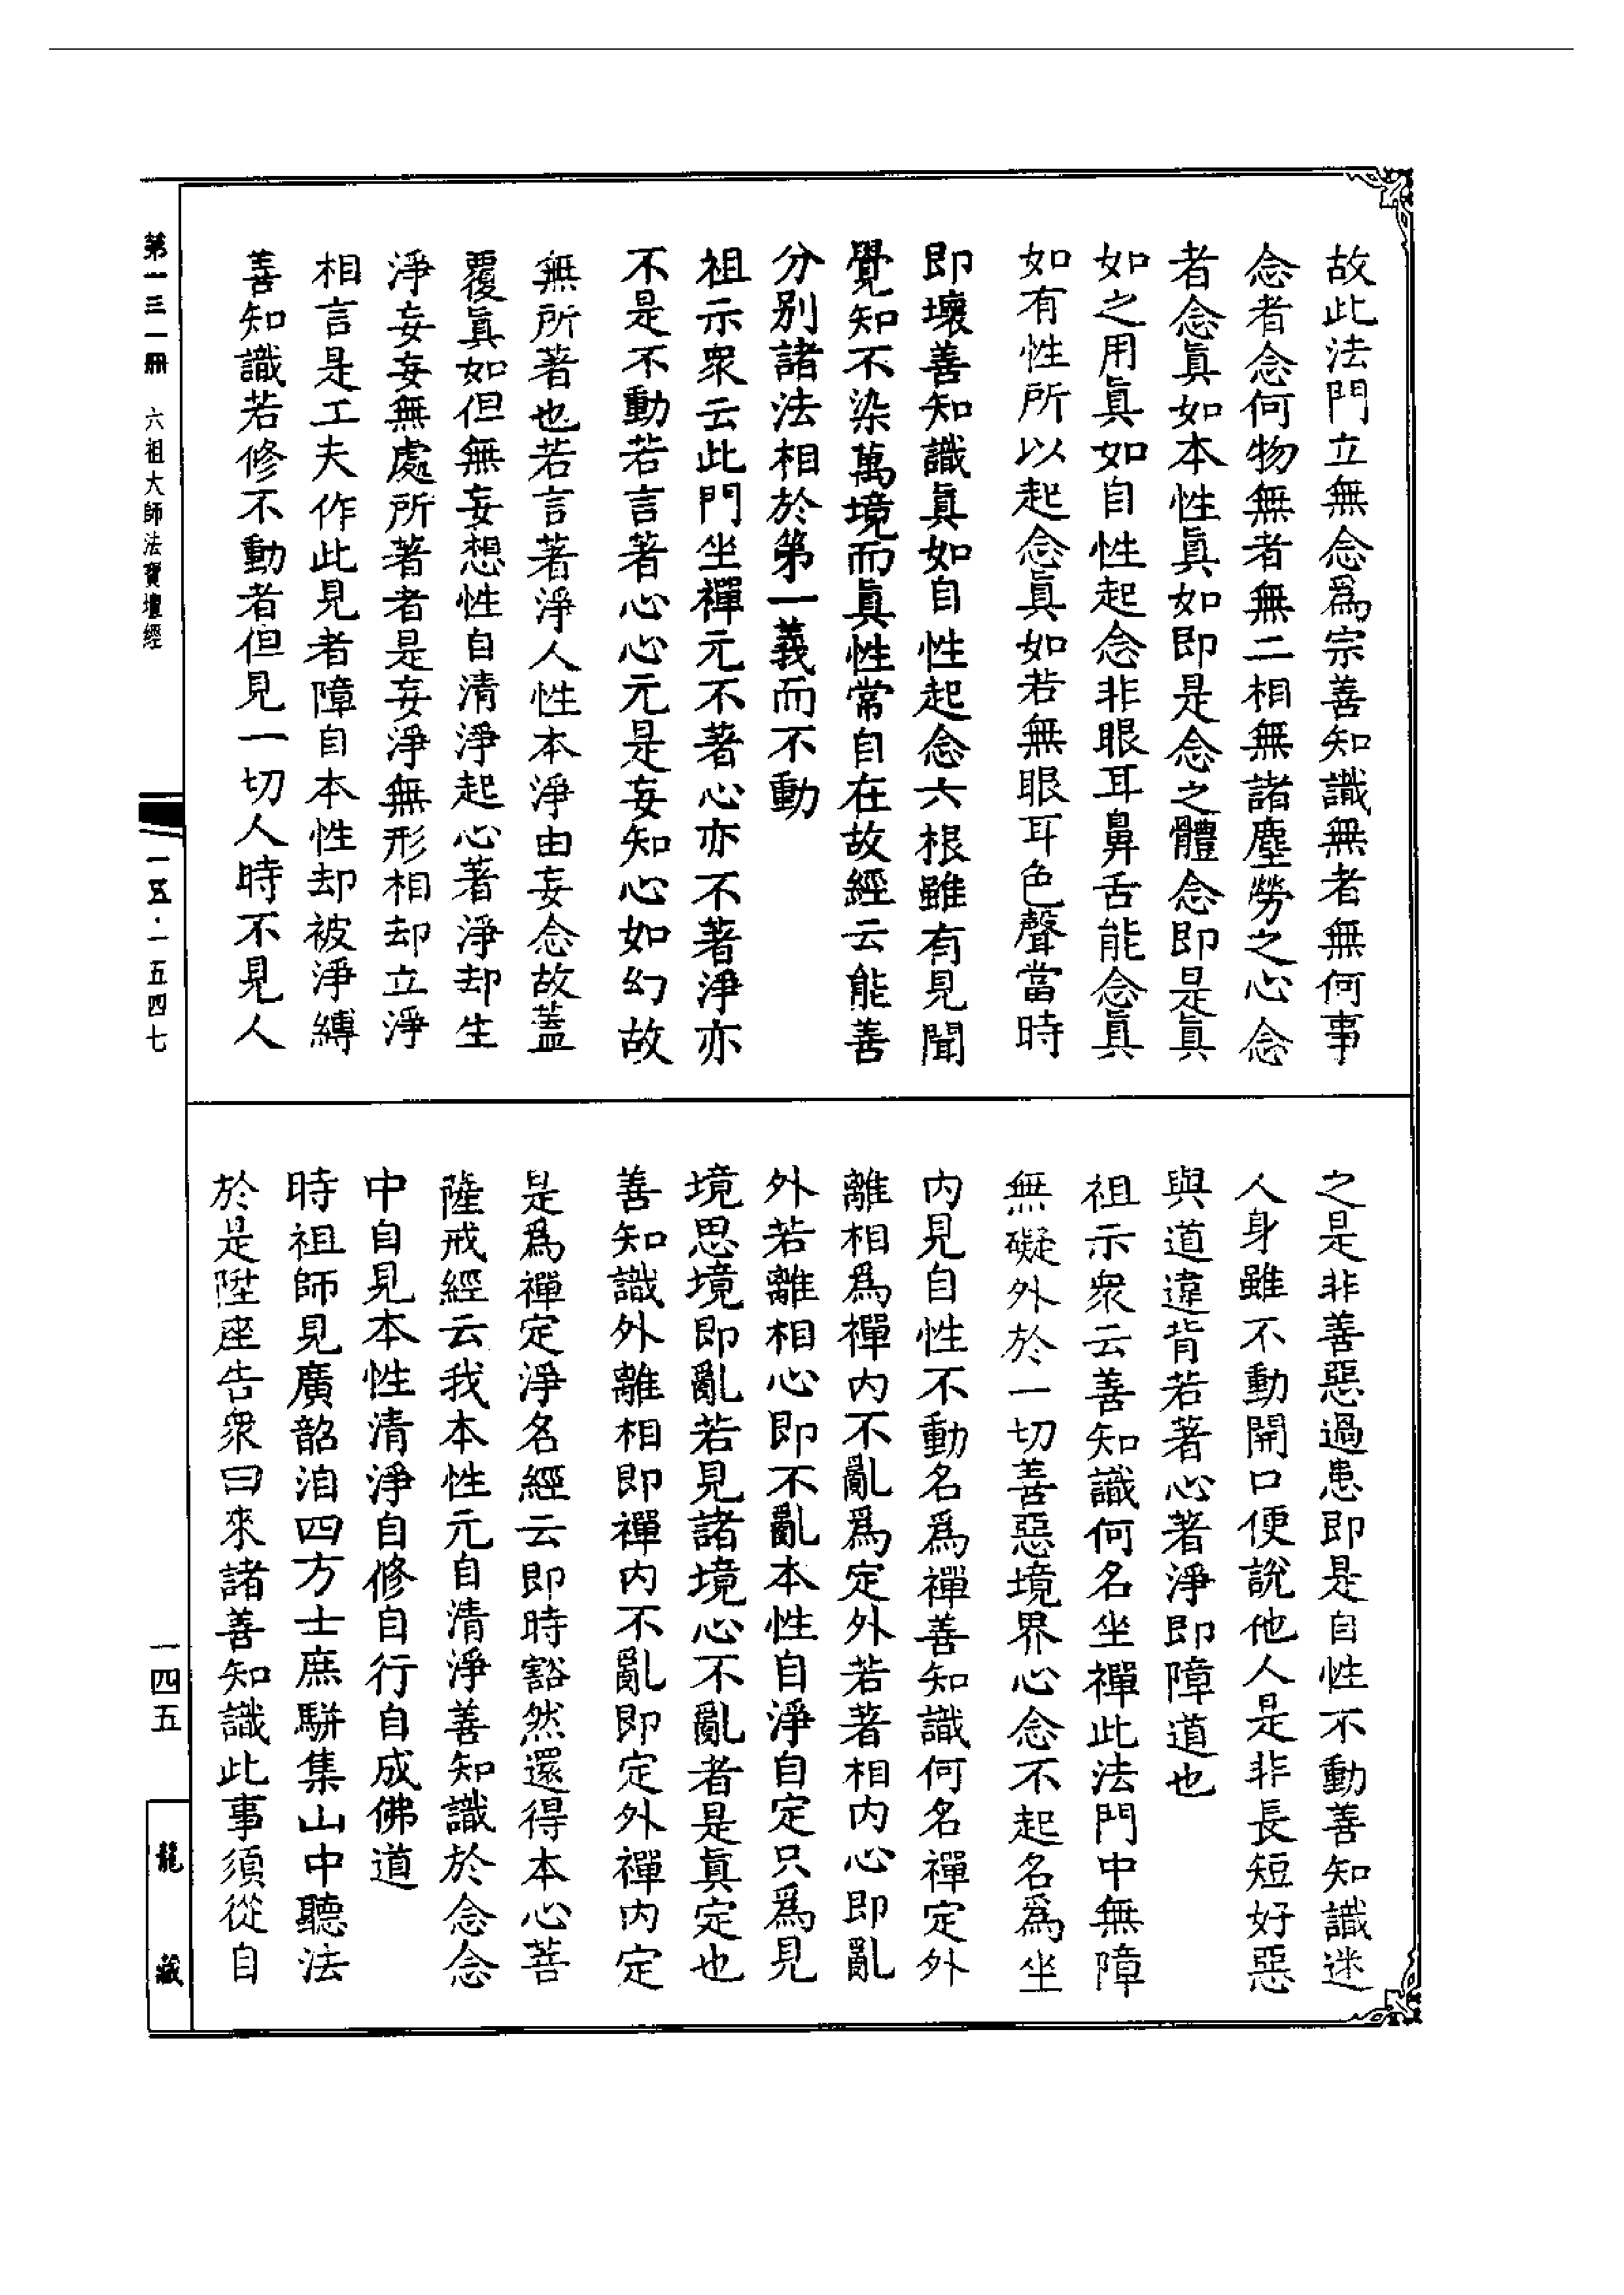 故此法門立無念爲宗善知識無者無何事
念者念何物無者無二相無諸塵勞之心念
者念眞如本性眞如即是念之體念即是眞
如之用眞如自性起念非眼耳鼻舌能念眞
如有性所以起念眞如若無眼耳色聲當時
即壞善知識眞如自性起念六根雖有見聞
覺知不染萬境而眞性常自在故經云能善
分別諸法相於第一義而不動
祖示衆云此門坐禪元不著心亦不著淨亦
不是不動若言著心心元是妄知心如幻故
無所著也若言著淨人性本淨由妄念故蓋
覆眞如但無妄想性自清淨起心著淨却生
淨妄妄無處所著者是妄淨無形相却立淨
相言是工夫作此見者障自本性却被淨縛
善知識若修不動者但見一切人時不見人
之是非善惡過患即是自性不動善知識迷
人身雖不動開口便說他人是非長短好惡
與道違背若著心著淨即障道也
祖示衆云善知識何名坐禪此法門中無障
無礙外於一切善惡境界心念不起名爲坐
內見自性不動名爲禪善知識何名禪定外
離相爲禪內不亂爲定外若著相內心即亂
外若離相心即不亂本性自淨自定只爲見
境思境即亂若見諸境心不亂者是眞定也
善知識外離相即禪內不亂即定外禪內定
是爲禪定淨名經云即時豁然還得本心菩
薩戒經云我本性元自清淨善知識於念念
中自見本性清淨自修自行自成佛道
時祖師見廣韶洎四方士庶駢集山中聽法
於是陞座告衆曰來諸善知識此事須從自
第一三一冊 六祖大師法寶壇經
一五·一五四七
一四五
龍藏